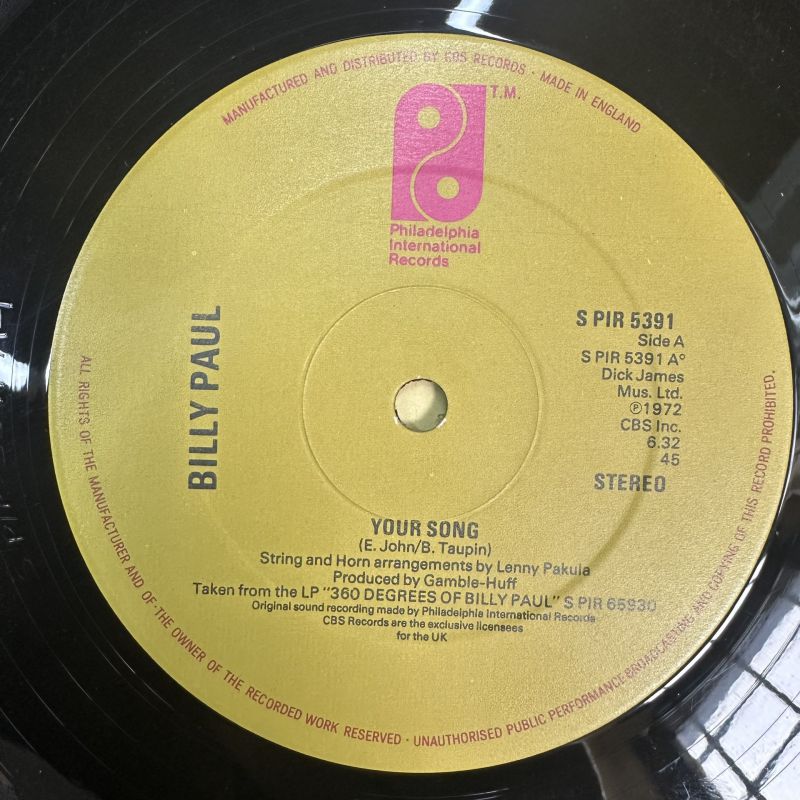 MANUFACTURED AND DISTRIBUTED BY CBS RECORDS · MADE IN ENGLAND
T.M.
Philadelphia
International
Records
BILLY PAUL
S PIR 5391
Side A
S PIR 5391 A°
Dick James
Mus. Ltd.
℗1972
CBS Inc.
6.32
45
STEREO
YOUR SONG
(E. John/B. Taupin)
String and Horn arrangements by Lenny Pakula
Produced by Gamble-Huff
Taken from the LP "360 DEGREES OF BILLY PAUL" S PIR 65930
Original sound recording made by Philadelphia International Records
CBS Records are the exclusive licensees
for the UK
ALL RIGHTS OF THE MANUFACTURER AND OF THE OWNER OF THE RECORDED WORK RESERVED · UNAUTHORISED PUBLIC PERFORMANCE BROADCASTING AND COPYING OF THIS RECORD PROHIBITED.